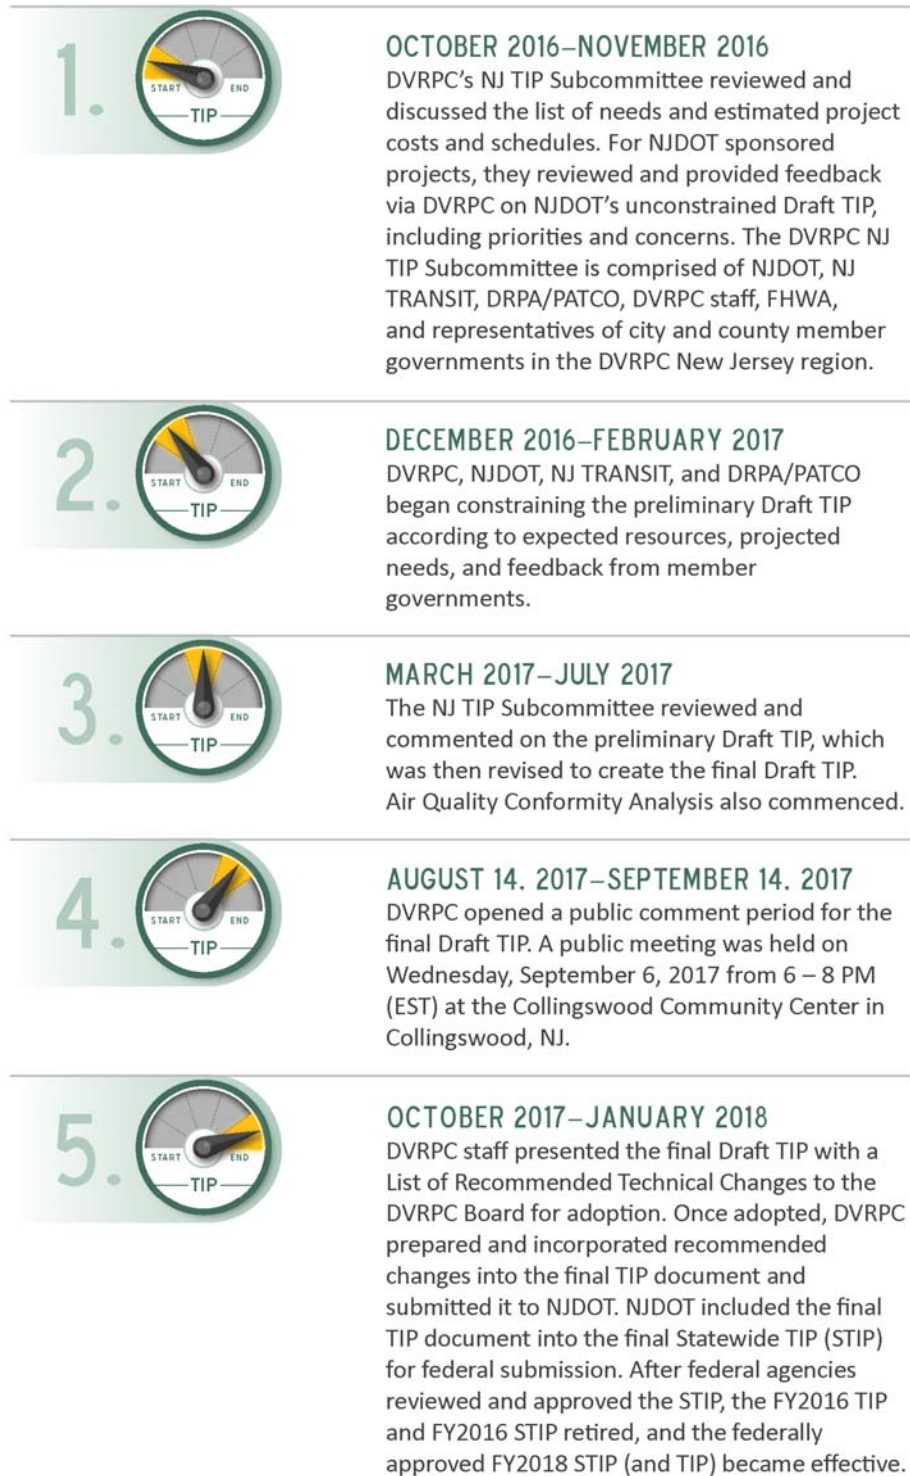 1.
START
END
TIP
OCTOBER 2016–NOVEMBER 2016
DVRPC's NJ TIP Subcommittee reviewed and
discussed the list of needs and estimated project
costs and schedules. For NJDOT sponsored
projects, they reviewed and provided feedback
via DVRPC on NJDOT's unconstrained Draft TIP,
including priorities and concerns. The DVRPC NJ
TIP Subcommittee is comprised of NJDOT, NJ
TRANSIT, DRPA/PATCO, DVRPC staff, FHWA,
and representatives of city and county member
governments in the DVRPC New Jersey region.
2.
START
END
TIP
DECEMBER 2016–FEBRUARY 2017
DVRPC, NJDOT, NJ TRANSIT, and DRPA/PATCO
began constraining the preliminary Draft TIP
according to expected resources, projected
needs, and feedback from member
governments.
3.
START
END
TIP
MARCH 2017–JULY 2017
The NJ TIP Subcommittee reviewed and
commented on the preliminary Draft TIP, which
was then revised to create the final Draft TIP.
Air Quality Conformity Analysis also commenced.
4.
START
END
TIP
AUGUST 14. 2017–SEPTEMBER 14. 2017
DVRPC opened a public comment period for the
final Draft TIP. A public meeting was held on
Wednesday, September 6, 2017 from 6 – 8 PM
(EST) at the Collingswood Community Center in
Collingswood, NJ.
5.
START
END
TIP
OCTOBER 2017–JANUARY 2018
DVRPC staff presented the final Draft TIP with a
List of Recommended Technical Changes to the
DVRPC Board for adoption. Once adopted, DVRPC
prepared and incorporated recommended
changes into the final TIP document and
submitted it to NJDOT. NJDOT included the final
TIP document into the final Statewide TIP (STIP)
for federal submission. After federal agencies
reviewed and approved the STIP, the FY2016 TIP
and FY2016 STIP retired, and the federally
approved FY2018 STIP (and TIP) became effective.